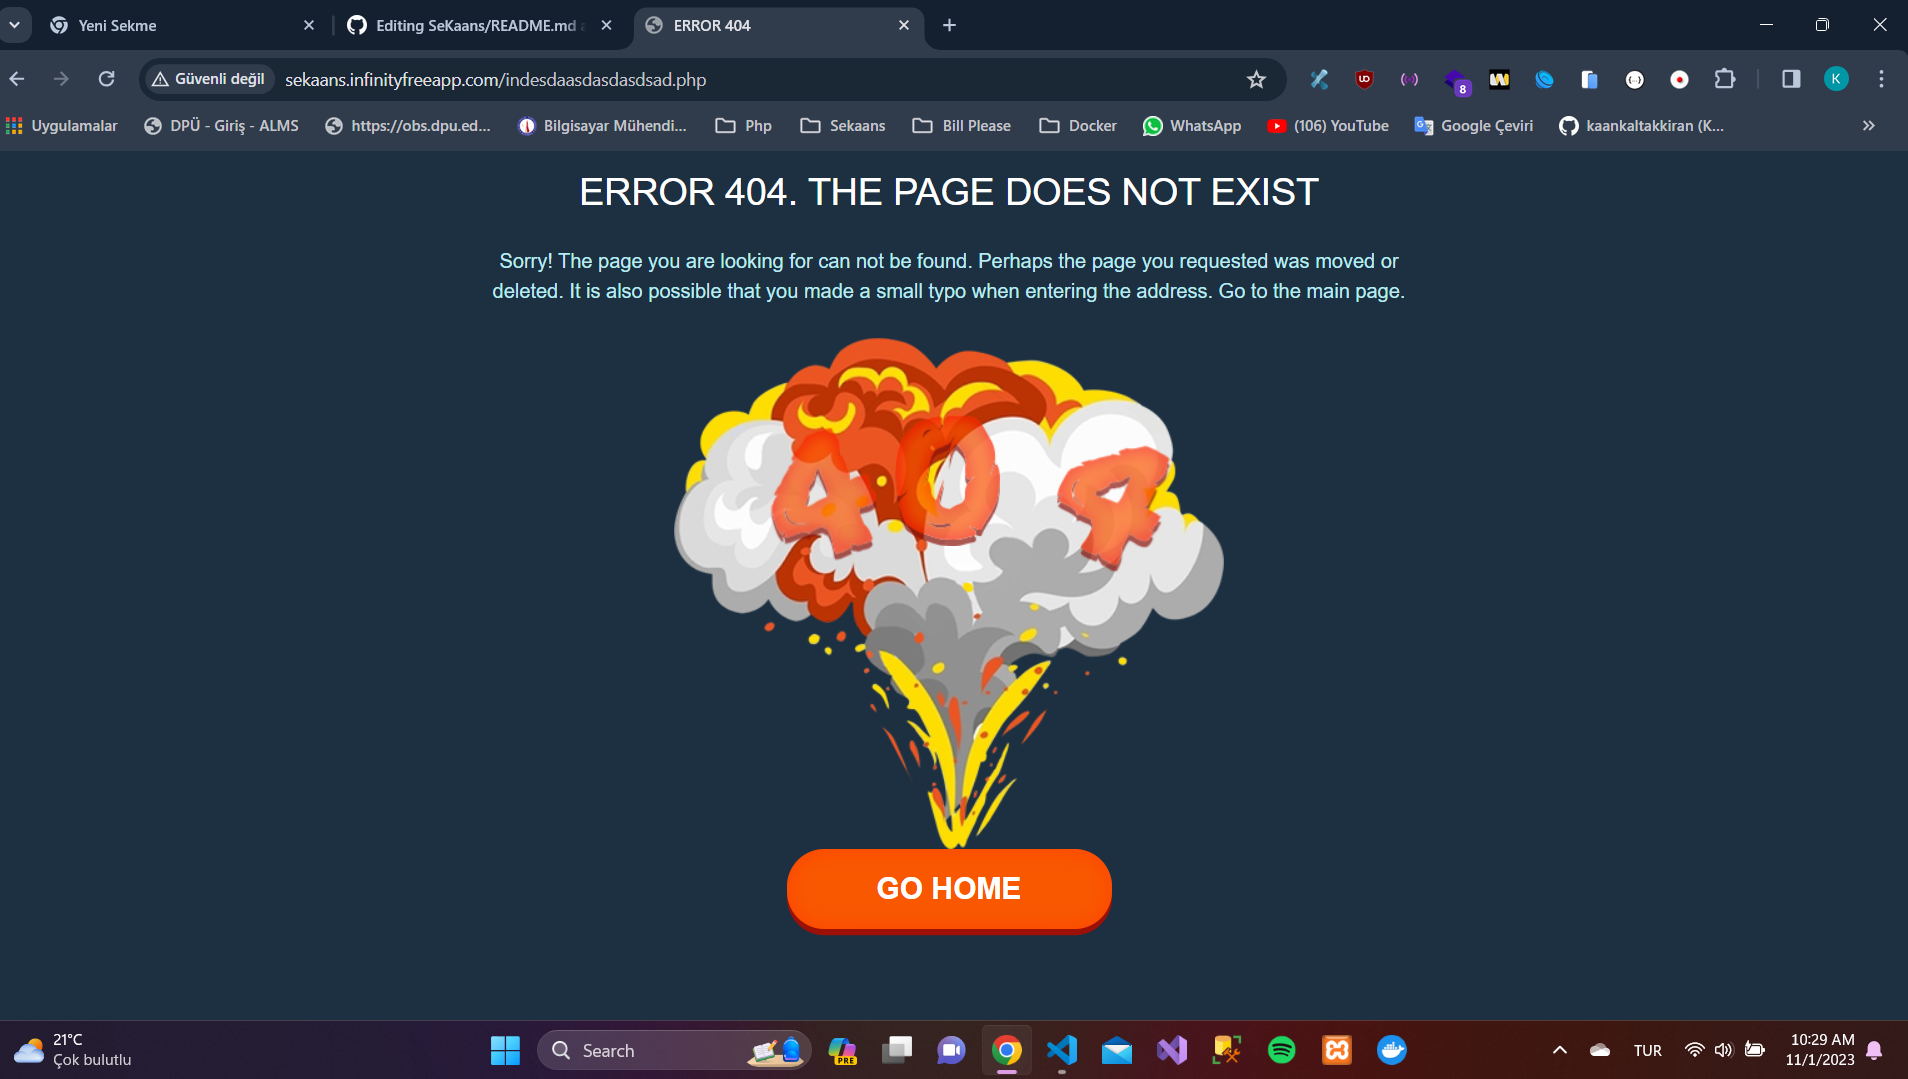 Yeni Sekme
Editing SeKaans/README.md a
ERROR 404
Güvenli değil
sekaans.infinityfreeapp.com/indesdaasdasdasdsad.php
UD
8
K
Uygulamalar
DPÜ - Giriş - ALMS
https://obs.dpu.ed...
Bilgisayar Mühendi...
Php
Sekaans
Bill Please
Docker
WhatsApp
(106) YouTube
Google Çeviri
kaankaltakkiran (K...
ERROR 404. THE PAGE DOES NOT EXIST
Sorry! The page you are looking for can not be found. Perhaps the page you requested was moved or
deleted. It is also possible that you made a small typo when entering the address. Go to the main page.
404
GO HOME
21°C
Çok bulutlu
Search
PRE
TUR
10:29 AM
11/1/2023